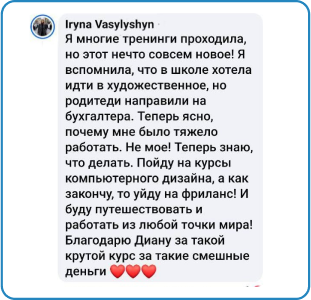 Iryna Vasylyshyn
Я многие тренинги проходила,
но этот нечто совсем новое! Я
вспомнила, что в школе хотела
идти в художественное, но
родитеди направили на
бухгалтера. Теперь ясно,
почему мне было тяжело
работать. Не мое! Теперь знаю,
что делать. Пойду на курсы
компьютерного дизайна, а как
закончу, то уйду на фриланс! И
буду путешествовать и
работать из любой точки мира!
Благодарю Диану за такой
крутой курс за такие смешные
деньги ❤️❤️❤️